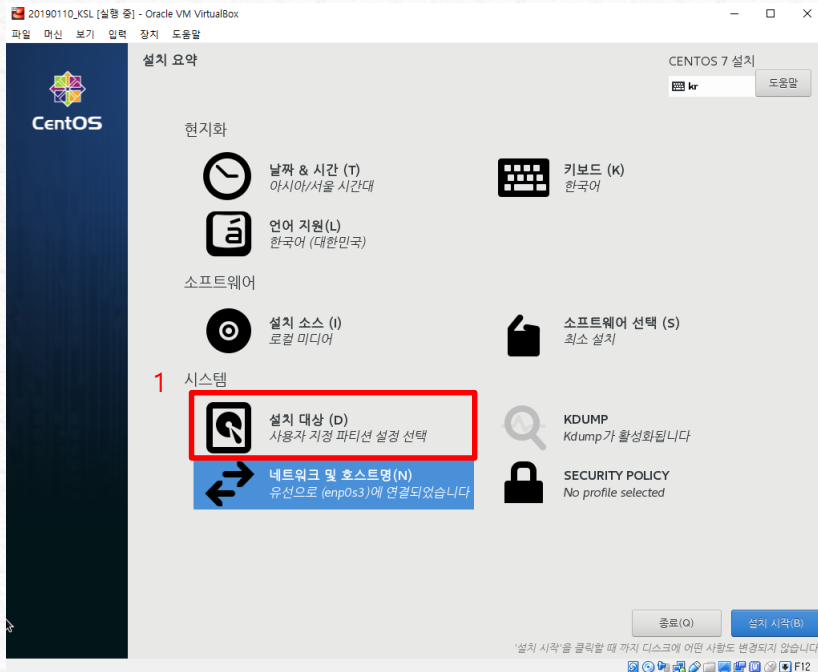 20190110_KSL [실행 중] - Oracle VM VirtualBox
파일 머신 보기 입력 장치 도움말
설치 요약
CENTOS 7 설치
kr
도움말
CentOS
현지화
날짜 & 시간 (T)
아시아/서울 시간대
키보드 (K)
한국어
á
언어 지원(L)
한국어 (대한민국)
소프트웨어
설치 소스 (I)
로컬 미디어
소프트웨어 선택 (S)
최소 설치
1
시스템
설치 대상 (D)
사용자 지정 파티션 설정 선택
KDUMP
Kdump가 활성화됩니다
네트워크 및 호스트명(N)
유선으로 (enp0s3)에 연결되었습니다
SECURITY POLICY
No profile selected
종료(Q)
설치 시작(B)
'설치 시작'을 클릭할 때 까지 디스크에 어떤 사항도 변경되지 않습니다
F12